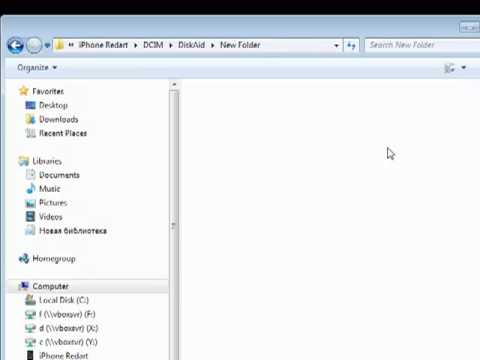 « iPhone Redart ▸ DCIM ▸ DiskAid ▸ New Folder
Search New Folder
Organize
Favorites
Desktop
Downloads
Recent Places
Libraries
Documents
Music
Pictures
Videos
Новая библиотека
Homegroup
Computer
Local Disk (C:)
f (\\vboxsvr) (F:)
d (\\vboxsvr) (X:)
c (\\vboxsvr) (Y:)
iPhone Redart